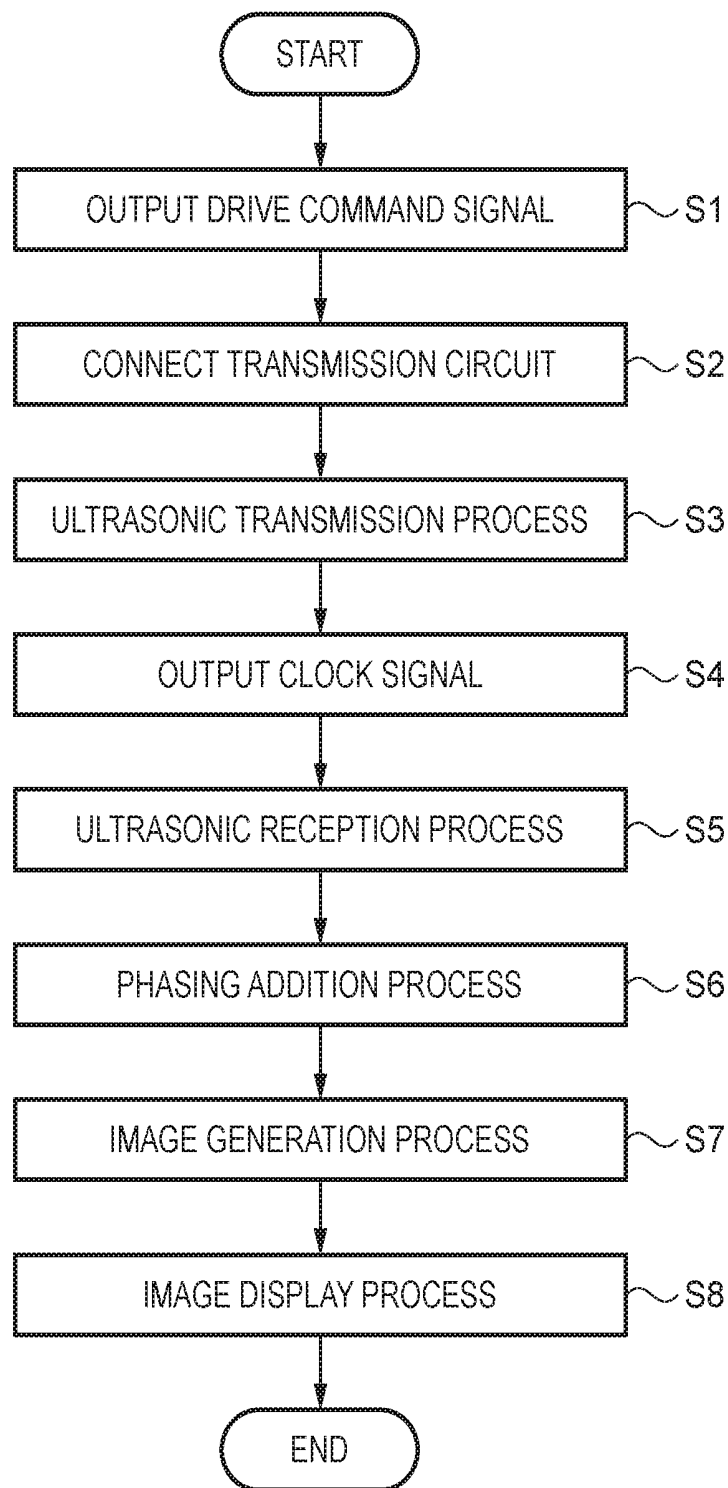 START
OUTPUT DRIVE COMMAND SIGNAL S1
CONNECT TRANSMISSION CIRCUIT S2
ULTRASONIC TRANSMISSION PROCESS S3
OUTPUT CLOCK SIGNAL S4
ULTRASONIC RECEPTION PROCESS S5
PHASING ADDITION PROCESS S6
IMAGE GENERATION PROCESS S7
IMAGE DISPLAY PROCESS S8
END